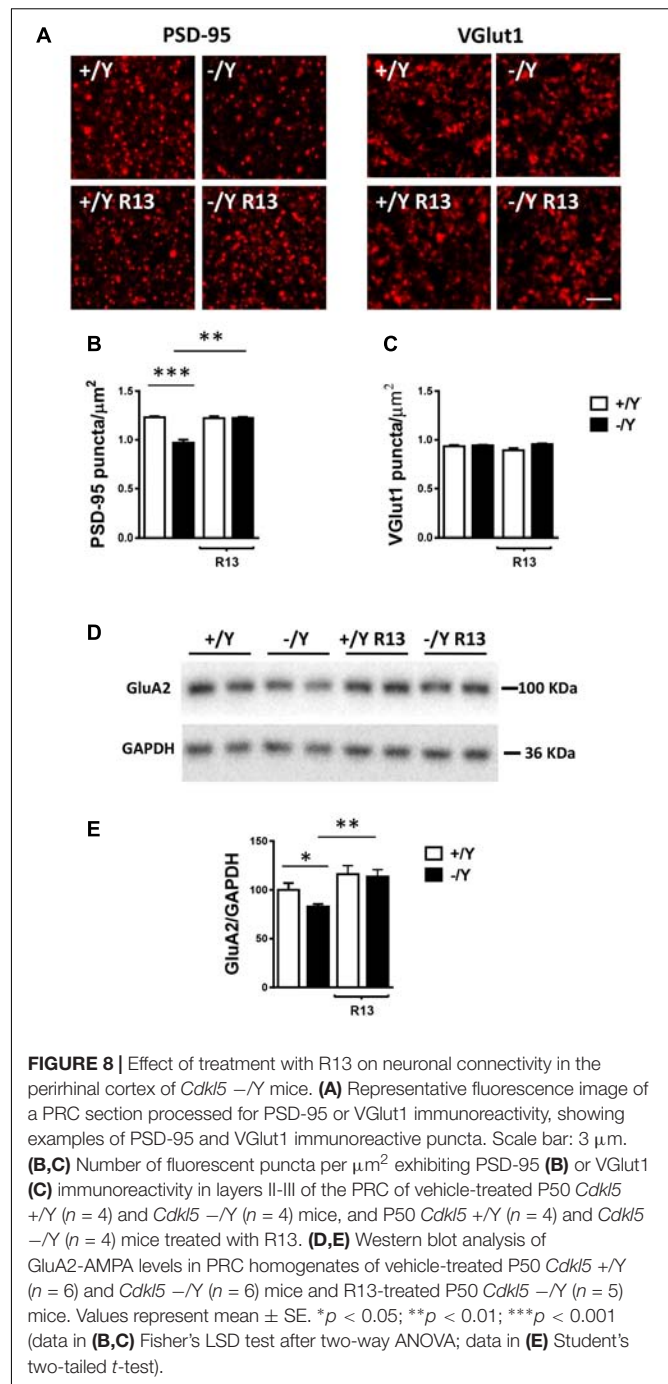 A PSD-95 VGlut1
+/Y -/Y +/Y -/Y
+/Y R13 -/Y R13 +/Y R13 -/Y R13
B C
**
***
1.5
1.0
0.5
0.0
PSD-95 puncta/μm²
R13
1.5
1.0
0.5
0.0
VGlut1 puncta/μm²
R13
+/Y
-/Y
D
+/Y -/Y +/Y R13 -/Y R13
GluA2 100 KDa
GAPDH 36 KDa
E
**
*
150
100
50
0
GluA2/GAPDH
R13
+/Y
-/Y
FIGURE 8 | Effect of treatment with R13 on neuronal connectivity in the
perirhinal cortex of Cdkl5 −/Y mice. (A) Representative fluorescence image of
a PRC section processed for PSD-95 or VGlut1 immunoreactivity, showing
examples of PSD-95 and VGlut1 immunoreactive puncta. Scale bar: 3 μm.
(B,C) Number of fluorescent puncta per μm² exhibiting PSD-95 (B) or VGlut1
(C) immunoreactivity in layers II-III of the PRC of vehicle-treated P50 Cdkl5
+/Y (n = 4) and Cdkl5 −/Y (n = 4) mice, and P50 Cdkl5 +/Y (n = 4) and Cdkl5
−/Y (n = 4) mice treated with R13. (D,E) Western blot analysis of
GluA2-AMPA levels in PRC homogenates of vehicle-treated P50 Cdkl5 +/Y
(n = 6) and Cdkl5 −/Y (n = 6) mice and R13-treated P50 Cdkl5 −/Y (n = 5)
mice. Values represent mean ± SE. *p < 0.05; **p < 0.01; ***p < 0.001
(data in (B,C) Fisher's LSD test after two-way ANOVA; data in (E) Student's
two-tailed t-test).